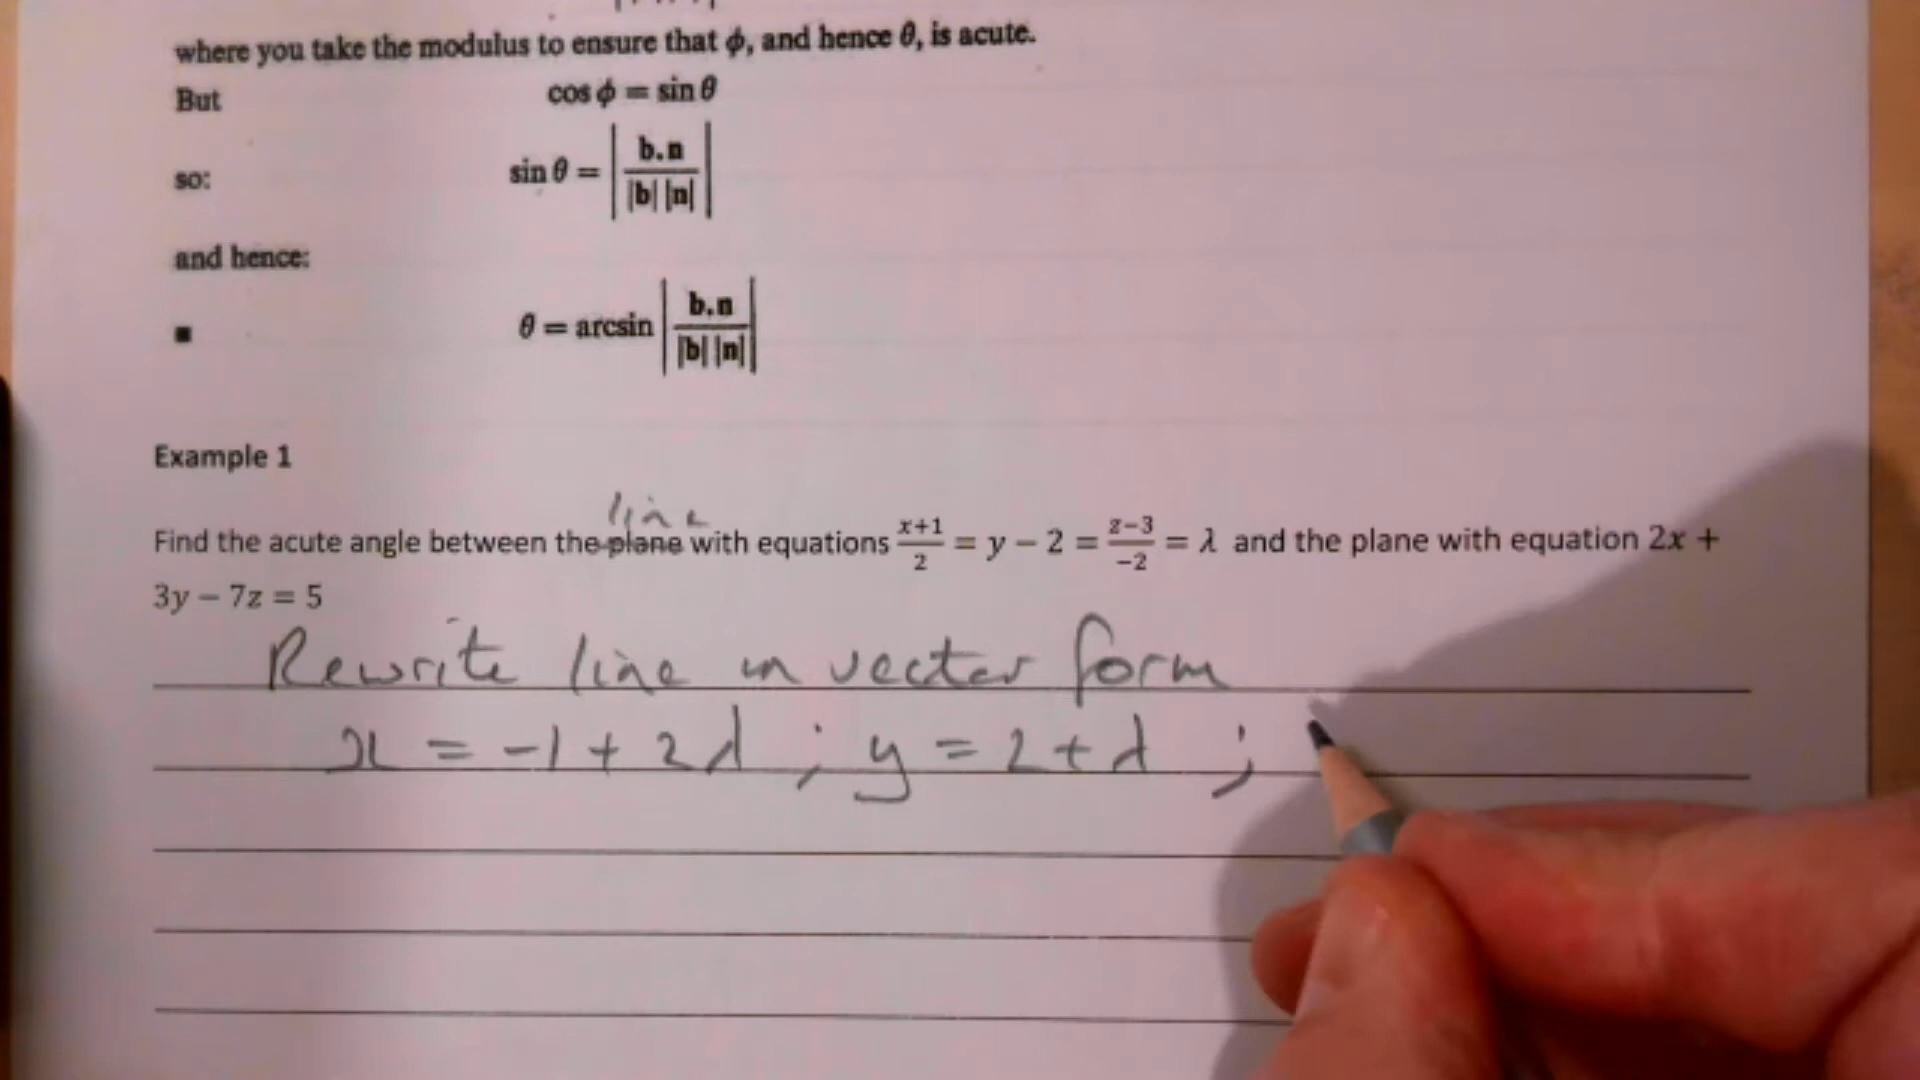 where you take the modulus to ensure that ϕ, and hence θ, is acute.
But cos ϕ = sin θ
so: sin θ = | b.n / |b| |n| |
and hence:
■ θ = arcsin | b.n / |b| |n| |
Example 1
line
Find the acute angle between the plane with equations (x+1)/2 = y − 2 = (z−3)/−2 = λ and the plane with equation 2x +
3y − 7z = 5
Rewrite line in vector form
x = -1 + 2λ ; y = 2 + λ ;